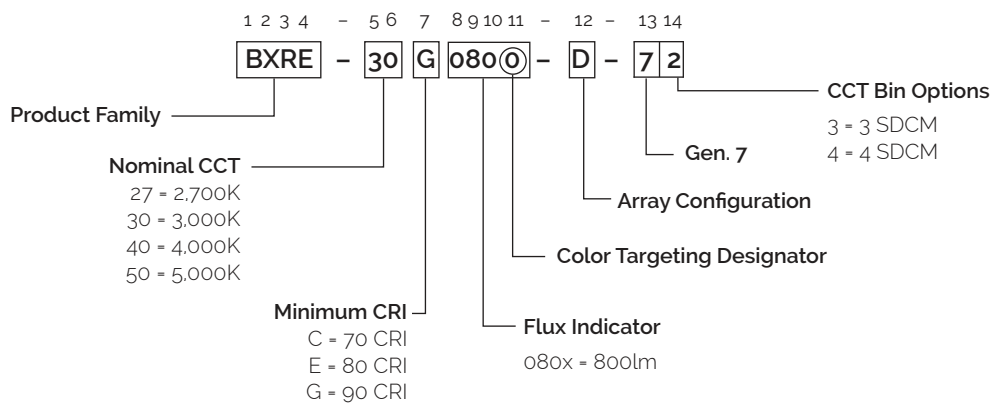 1 2 3 4 – 5 6 7 8 9 10 11 – 12 – 13 14
BXRE – 30 G 0800 – D – 7 2
CCT Bin Options
3 = 3 SDCM
4 = 4 SDCM
Product Family
Gen. 7
Nominal CCT
27 = 2,700K
30 = 3,000K
40 = 4,000K
50 = 5,000K
Array Configuration
Color Targeting Designator
Minimum CRI
C = 70 CRI
E = 80 CRI
G = 90 CRI
Flux Indicator
080x = 800lm